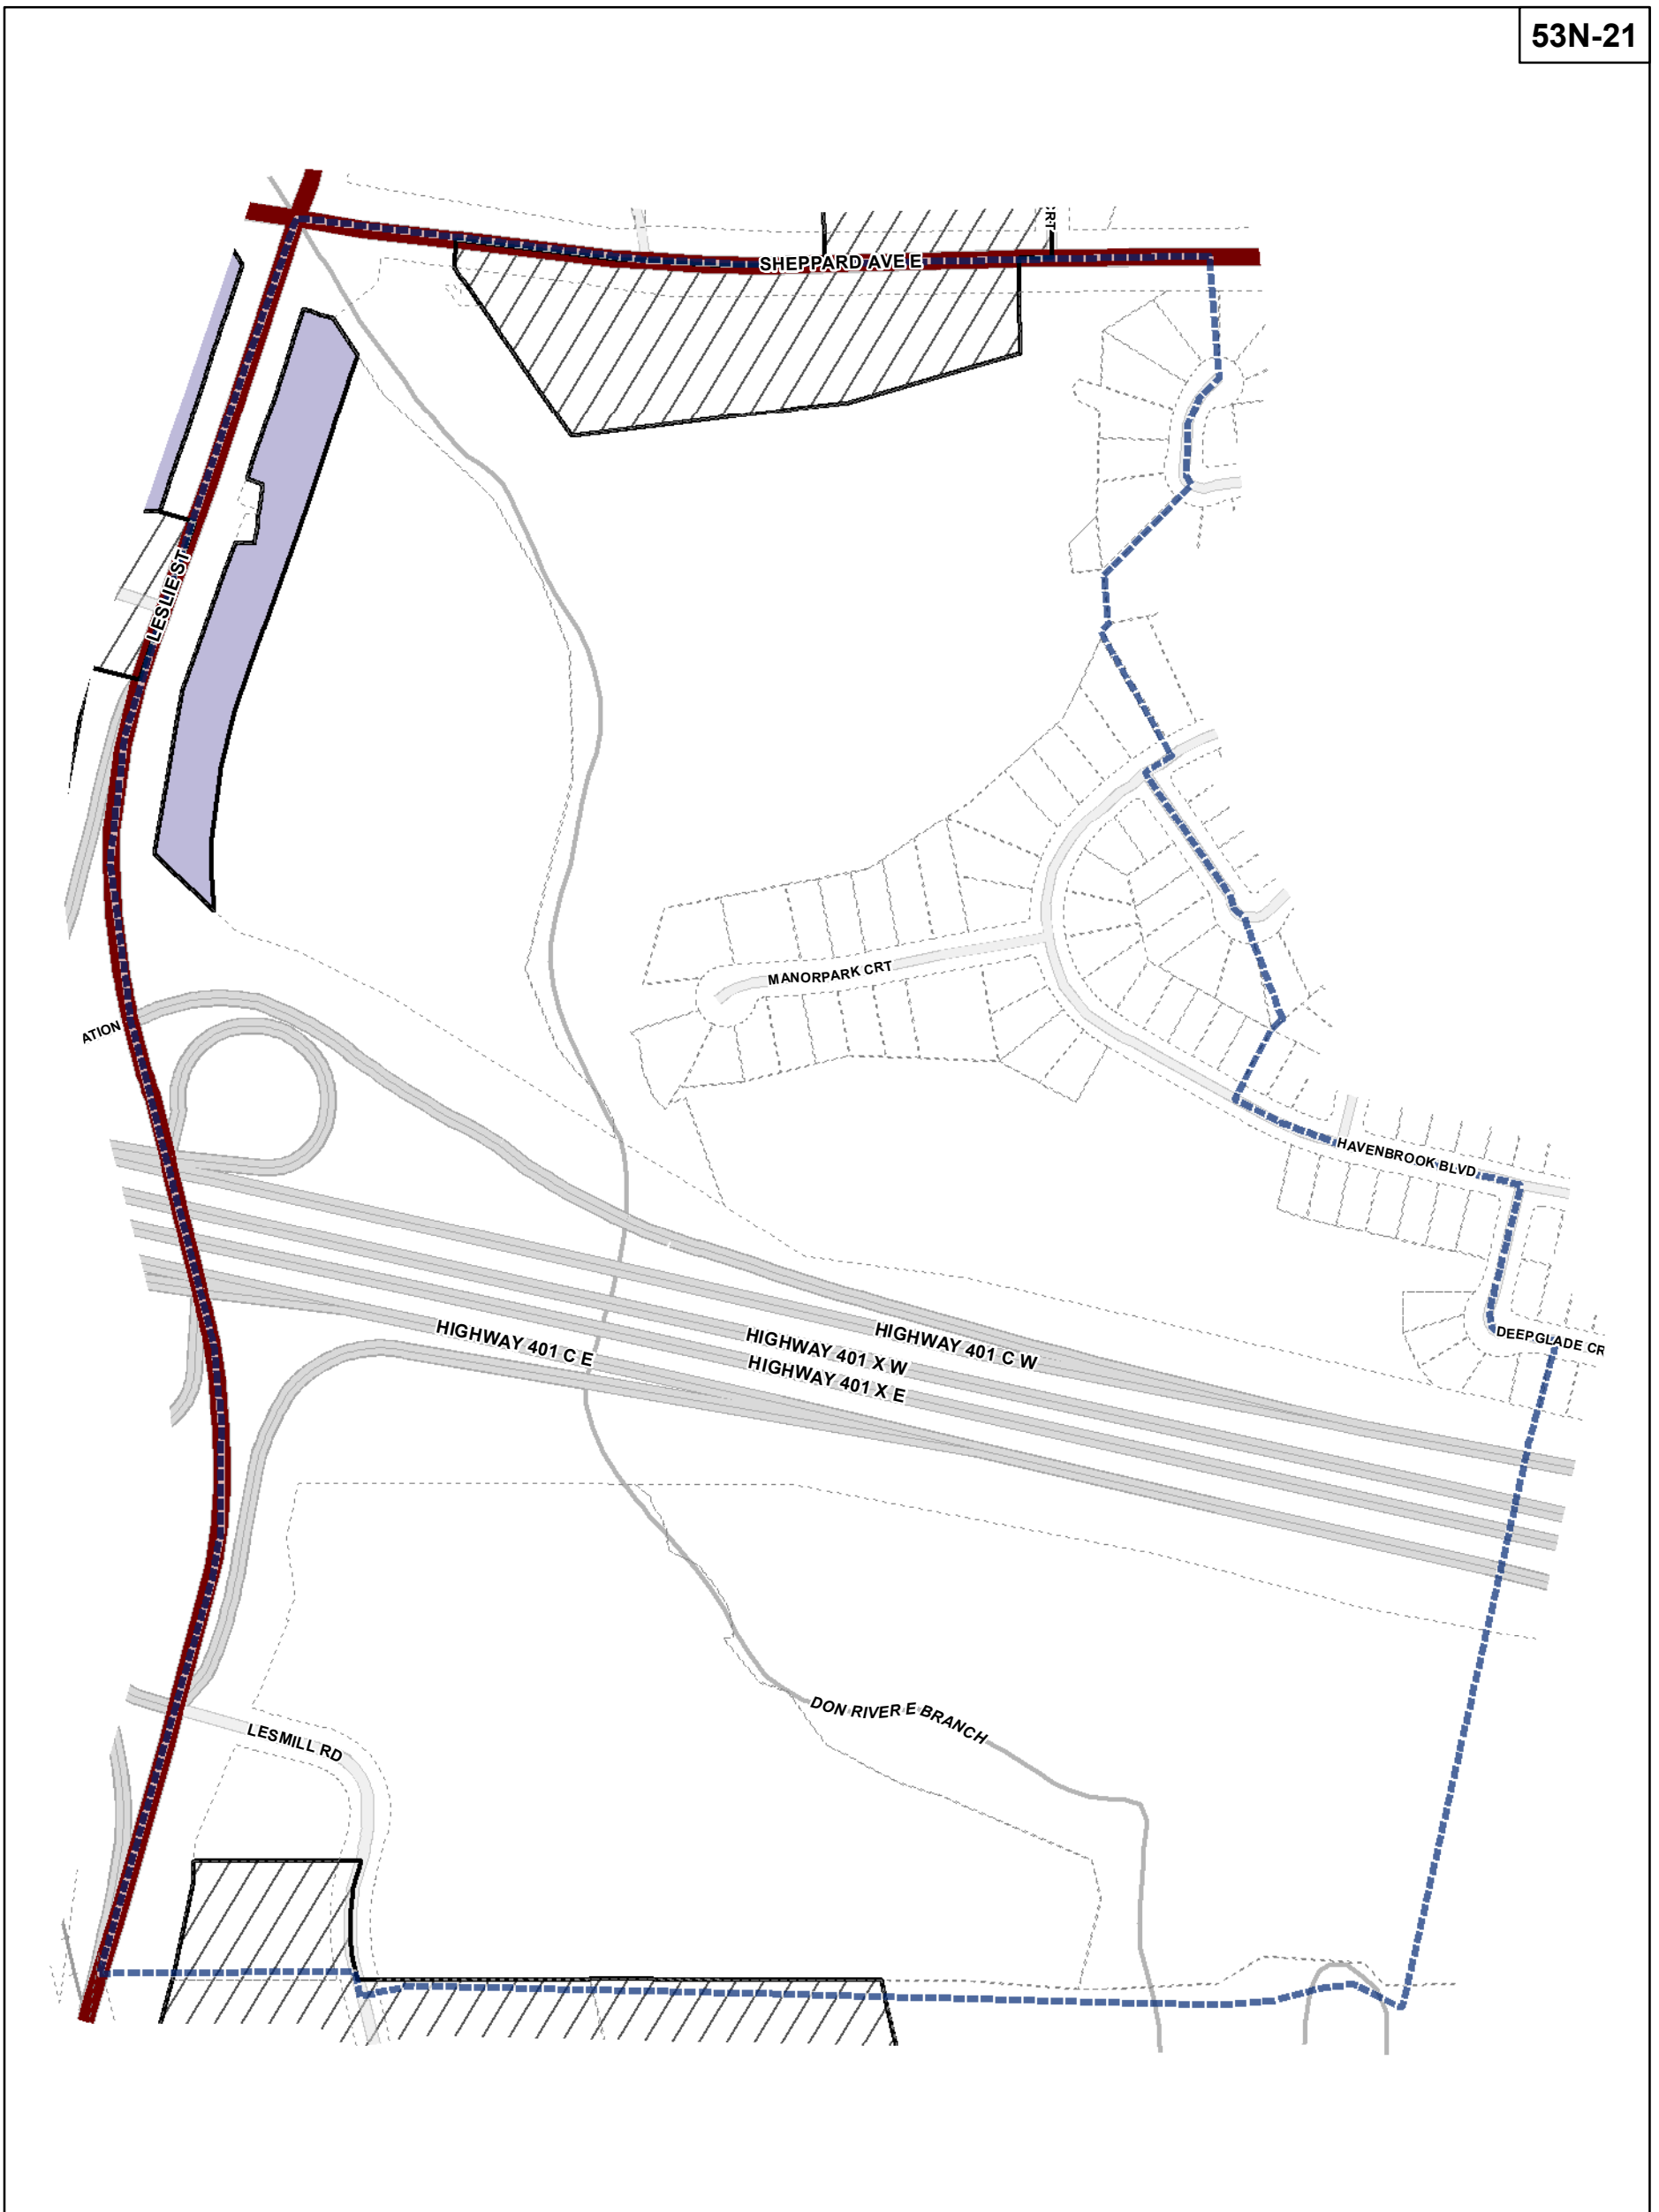 53N-21
RT
SHEPPARD AVE E
LESLIE ST
MANORPARK CRT
ATION
HAVENBROOK BLVD
DEEPGLADE CR
HIGHWAY 401 C E
HIGHWAY 401 X W
HIGHWAY 401 C W
HIGHWAY 401 X E
DON RIVER E BRANCH
LESMILL RD